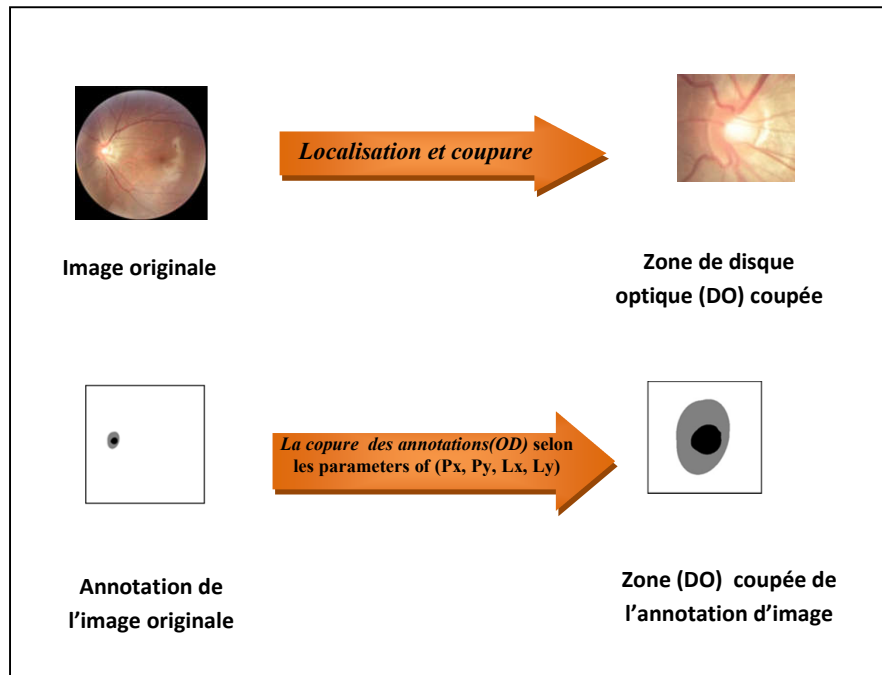 Localisation et coupure
Image originale
Zone de disque
optique (DO) coupée
La copure des annotations(OD) selon
les parameters of (Px, Py, Lx, Ly)
Annotation de
l'image originale
Zone (DO) coupée de
l'annotation d'image